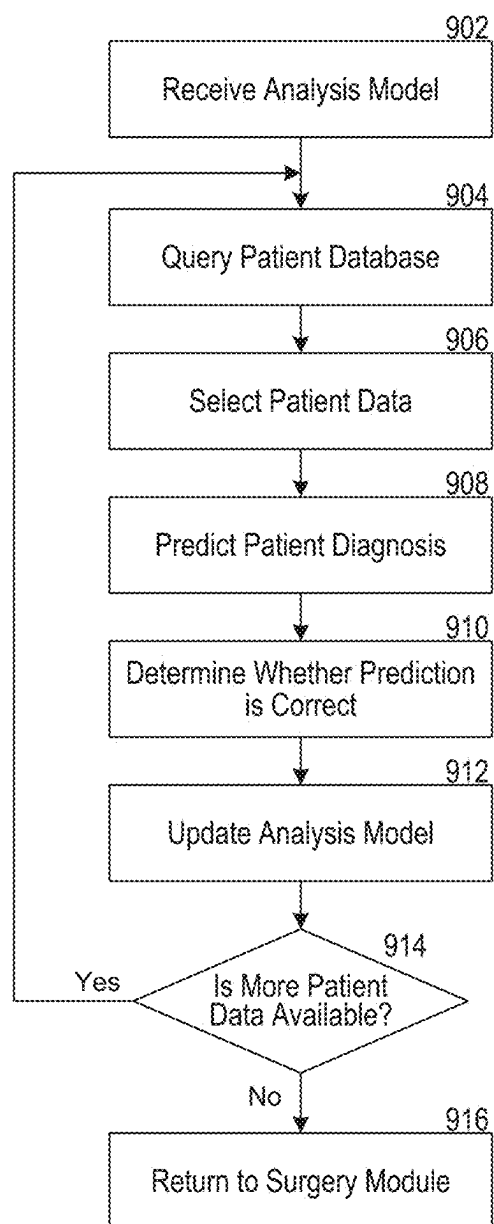 902
Receive Analysis Model
904
Query Patient Database
906
Select Patient Data
908
Predict Patient Diagnosis
910
Determine Whether Prediction
is Correct
912
Update Analysis Model
914
Yes
Is More Patient
Data Available?
No
916
Return to Surgery Module